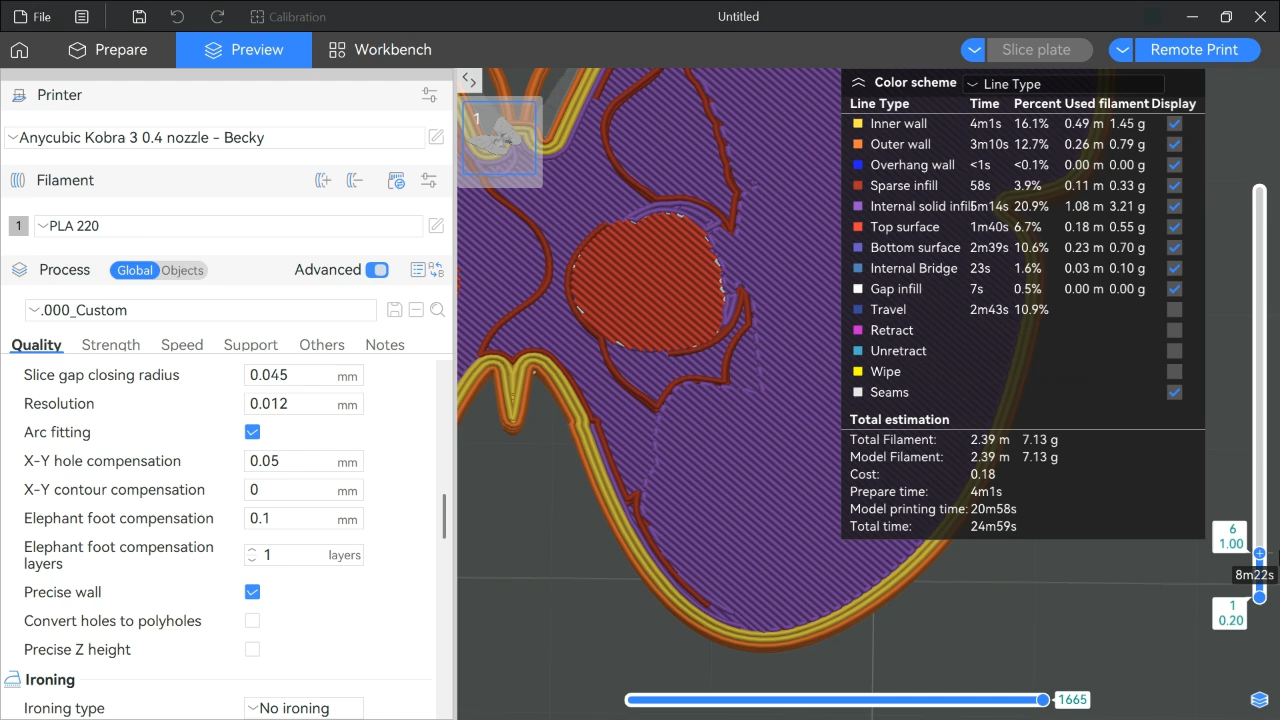 File Calibration Untitled
Prepare Preview Workbench Slice plate Remote Print
Printer
Anycubic Kobra 3 0.4 nozzle - Becky
Filament
1 PLA 220
Process Global Objects Advanced
.000_Custom
Quality Strength Speed Support Others Notes
Slice gap closing radius 0.045 mm
Resolution 0.012 mm
Arc fitting
X-Y hole compensation 0.05 mm
X-Y contour compensation 0 mm
Elephant foot compensation 0.1 mm
Elephant foot compensation layers 1 layers
Precise wall
Convert holes to polyholes
Precise Z height
Ironing
Ironing type No ironing
1
Color scheme Line Type
Line Type Time Percent Used filament Display
Inner wall 4m1s 16.1% 0.49 m 1.45 g
Outer wall 3m10s 12.7% 0.26 m 0.79 g
Overhang wall <1s <0.1% 0.00 m 0.00 g
Sparse infill 58s 3.9% 0.11 m 0.33 g
Internal solid infill 5m14s 20.9% 1.08 m 3.21 g
Top surface 1m40s 6.7% 0.18 m 0.55 g
Bottom surface 2m39s 10.6% 0.23 m 0.70 g
Internal Bridge 23s 1.6% 0.03 m 0.10 g
Gap infill 7s 0.5% 0.00 m 0.00 g
Travel 2m43s 10.9%
Retract
Unretract
Wipe
Seams
Total estimation
Total Filament: 2.39 m 7.13 g
Model Filament: 2.39 m 7.13 g
Cost: 0.18
Prepare time: 4m1s
Model printing time: 20m58s
Total time: 24m59s
6
1.00
8m22s
1
0.20
1665